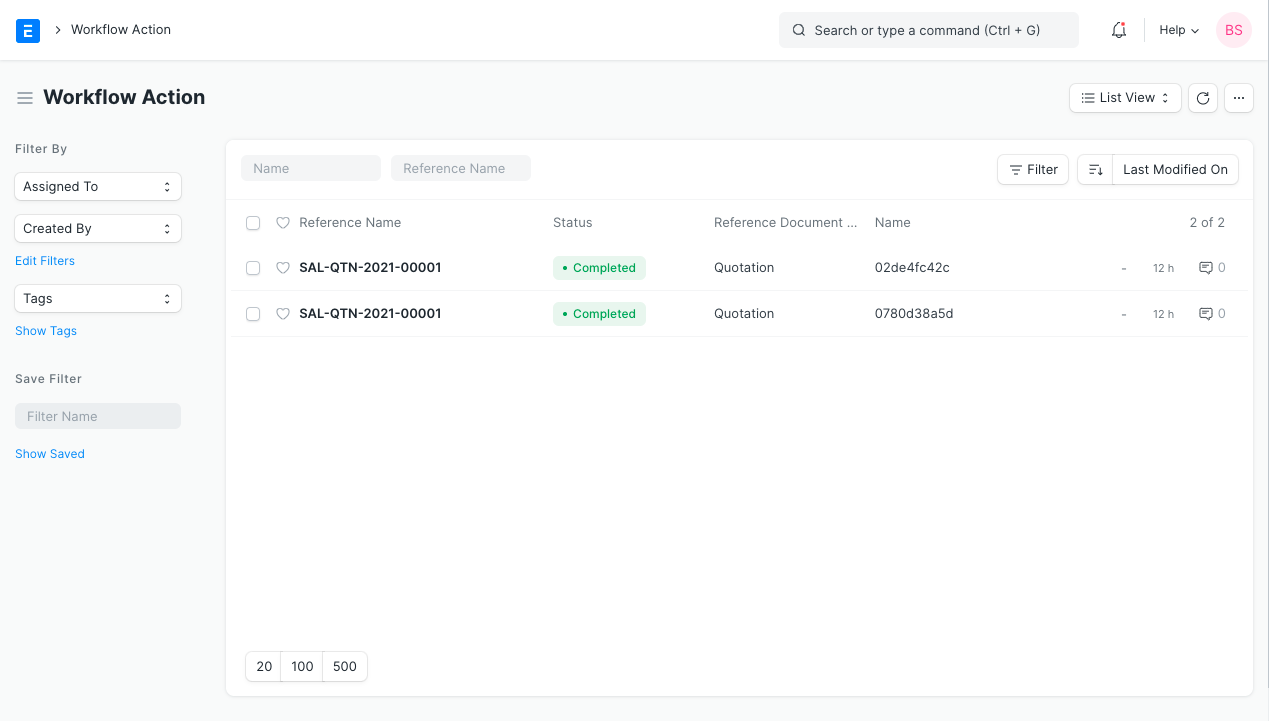 E
Workflow Action
Search or type a command (Ctrl + G)
Help
BS
Workflow Action
List View
Filter By
Assigned To
Created By
Edit Filters
Tags
Show Tags
Save Filter
Filter Name
Show Saved
Name
Reference Name
Filter
Last Modified On
Reference Name Status Reference Document ... Name 2 of 2
SAL-QTN-2021-00001 Completed Quotation 02de4fc42c - 12 h 0
SAL-QTN-2021-00001 Completed Quotation 0780d38a5d - 12 h 0
20 100 500